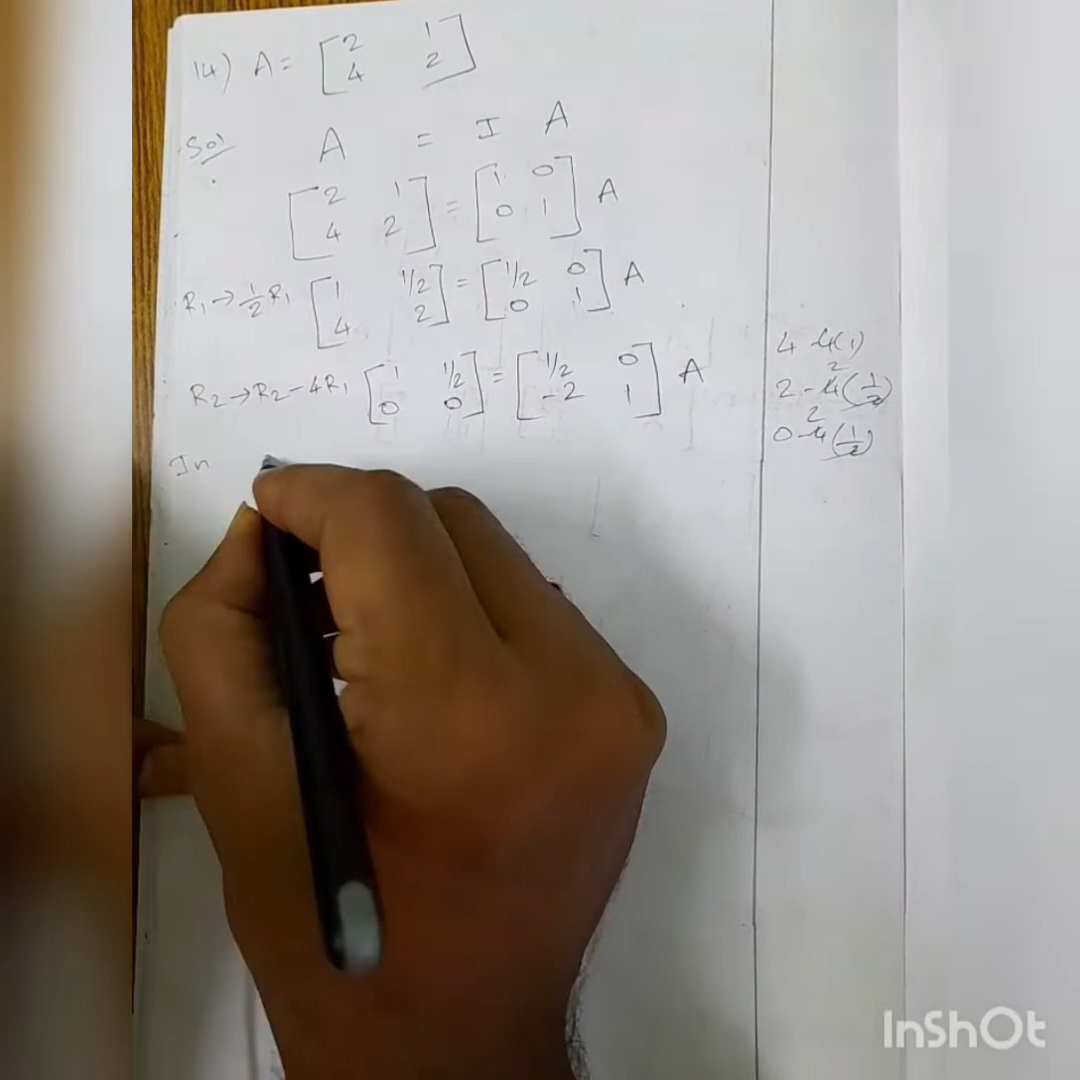 14) A = [2 1
4 2]
Sol A = I A
[2 1
4 2] = [1 0
0 1] A
R₁→½R₁ [1 1/2
4 2] = [1/2 0
0 1] A
R₂→R₂-4R₁ [1 1/2
0 0] = [1/2 0
-2 1] A
In
4-4(1)
2
2-4(1/2)
2
0-4(1/2)
InShOt